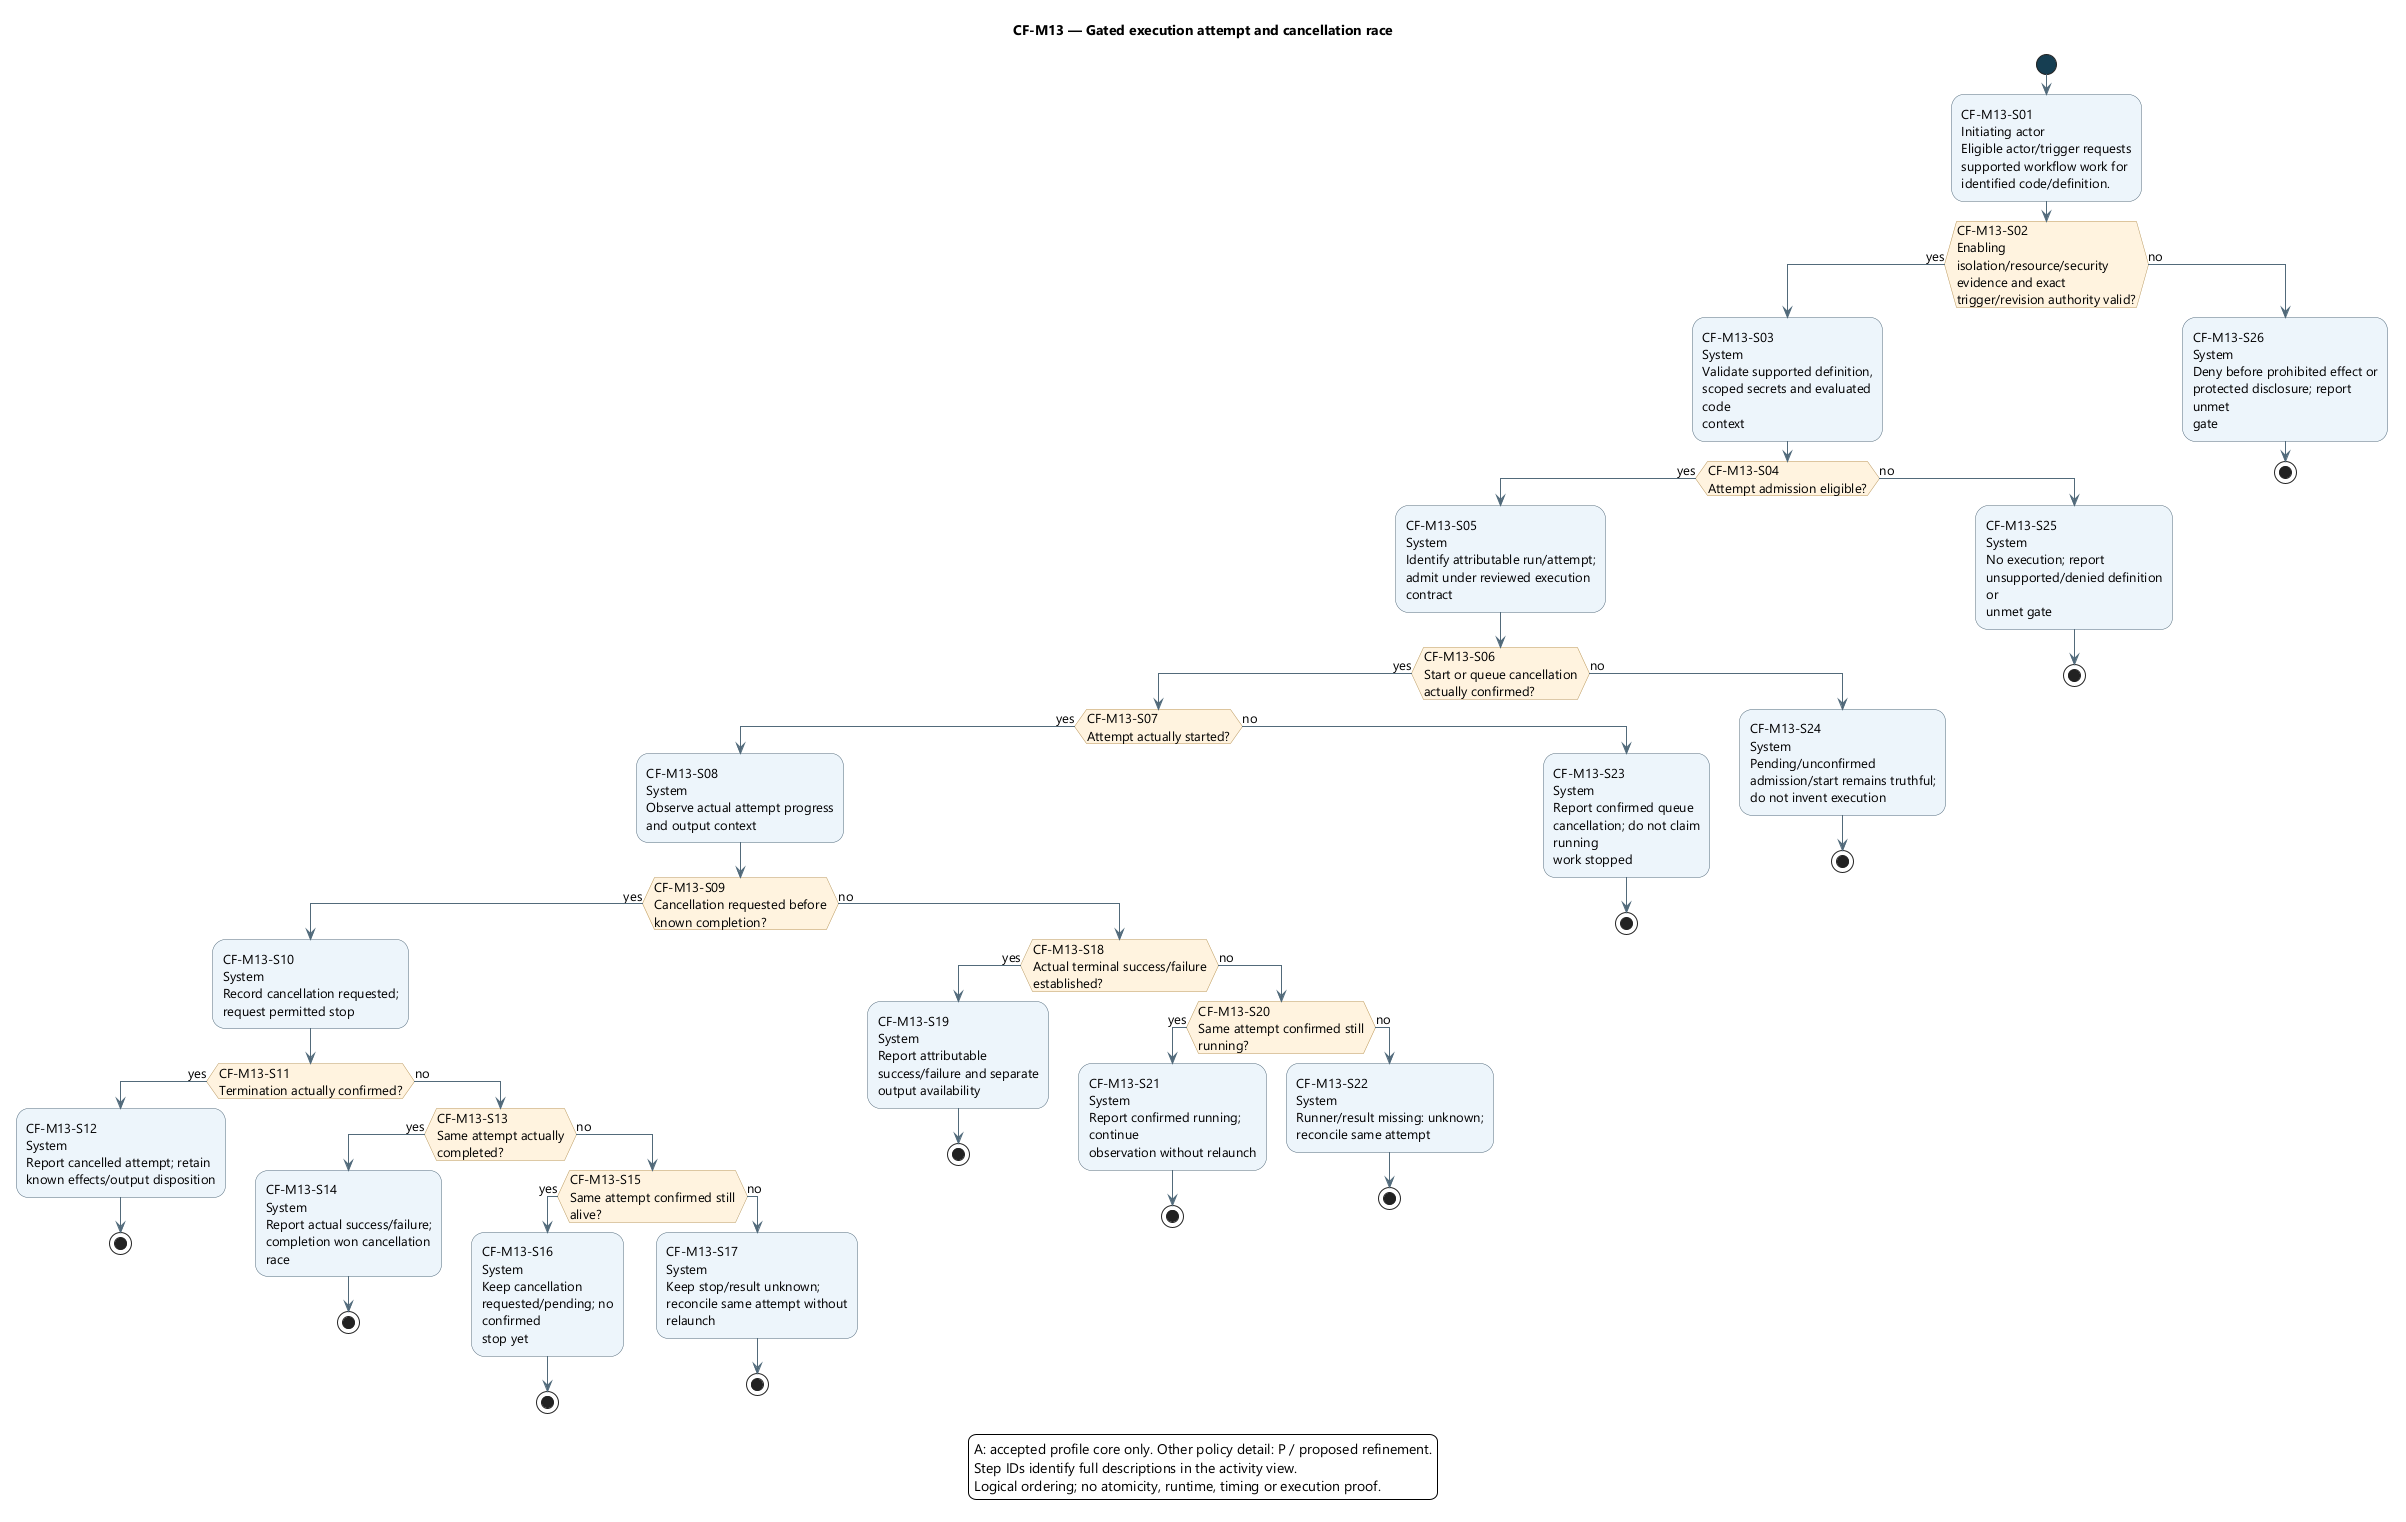 CF-M13 — Gated execution attempt and cancellation race
CF-M13-S01
Initiating actor
Eligible actor/trigger requests
supported workflow work for
identified code/definition.
CF-M13-S02
Enabling
isolation/resource/security
evidence and exact
trigger/revision authority valid?
yes
no
CF-M13-S03
System
Validate supported definition,
scoped secrets and evaluated
code
context
CF-M13-S26
System
Deny before prohibited effect or
protected disclosure; report
unmet
gate
CF-M13-S04
Attempt admission eligible?
yes
no
CF-M13-S05
System
Identify attributable run/attempt;
admit under reviewed execution
contract
CF-M13-S25
System
No execution; report
unsupported/denied definition
or
unmet gate
CF-M13-S06
Start or queue cancellation
actually confirmed?
yes
no
CF-M13-S07
Attempt actually started?
yes
no
CF-M13-S24
System
Pending/unconfirmed
admission/start remains truthful;
do not invent execution
CF-M13-S08
System
Observe actual attempt progress
and output context
CF-M13-S23
System
Report confirmed queue
cancellation; do not claim
running
work stopped
CF-M13-S09
Cancellation requested before
known completion?
yes
no
CF-M13-S10
System
Record cancellation requested;
request permitted stop
CF-M13-S18
Actual terminal success/failure
established?
yes
no
CF-M13-S19
System
Report attributable
success/failure and separate
output availability
CF-M13-S20
Same attempt confirmed still
running?
yes
no
CF-M13-S21
System
Report confirmed running;
continue
observation without relaunch
CF-M13-S22
System
Runner/result missing: unknown;
reconcile same attempt
CF-M13-S11
Termination actually confirmed?
yes
no
CF-M13-S12
System
Report cancelled attempt; retain
known effects/output disposition
CF-M13-S13
Same attempt actually
completed?
yes
no
CF-M13-S14
System
Report actual success/failure;
completion won cancellation
race
CF-M13-S15
Same attempt confirmed still
alive?
yes
no
CF-M13-S16
System
Keep cancellation
requested/pending; no
confirmed
stop yet
CF-M13-S17
System
Keep stop/result unknown;
reconcile same attempt without
relaunch
A: accepted profile core only. Other policy detail: P / proposed refinement.
Step IDs identify full descriptions in the activity view.
Logical ordering; no atomicity, runtime, timing or execution proof.